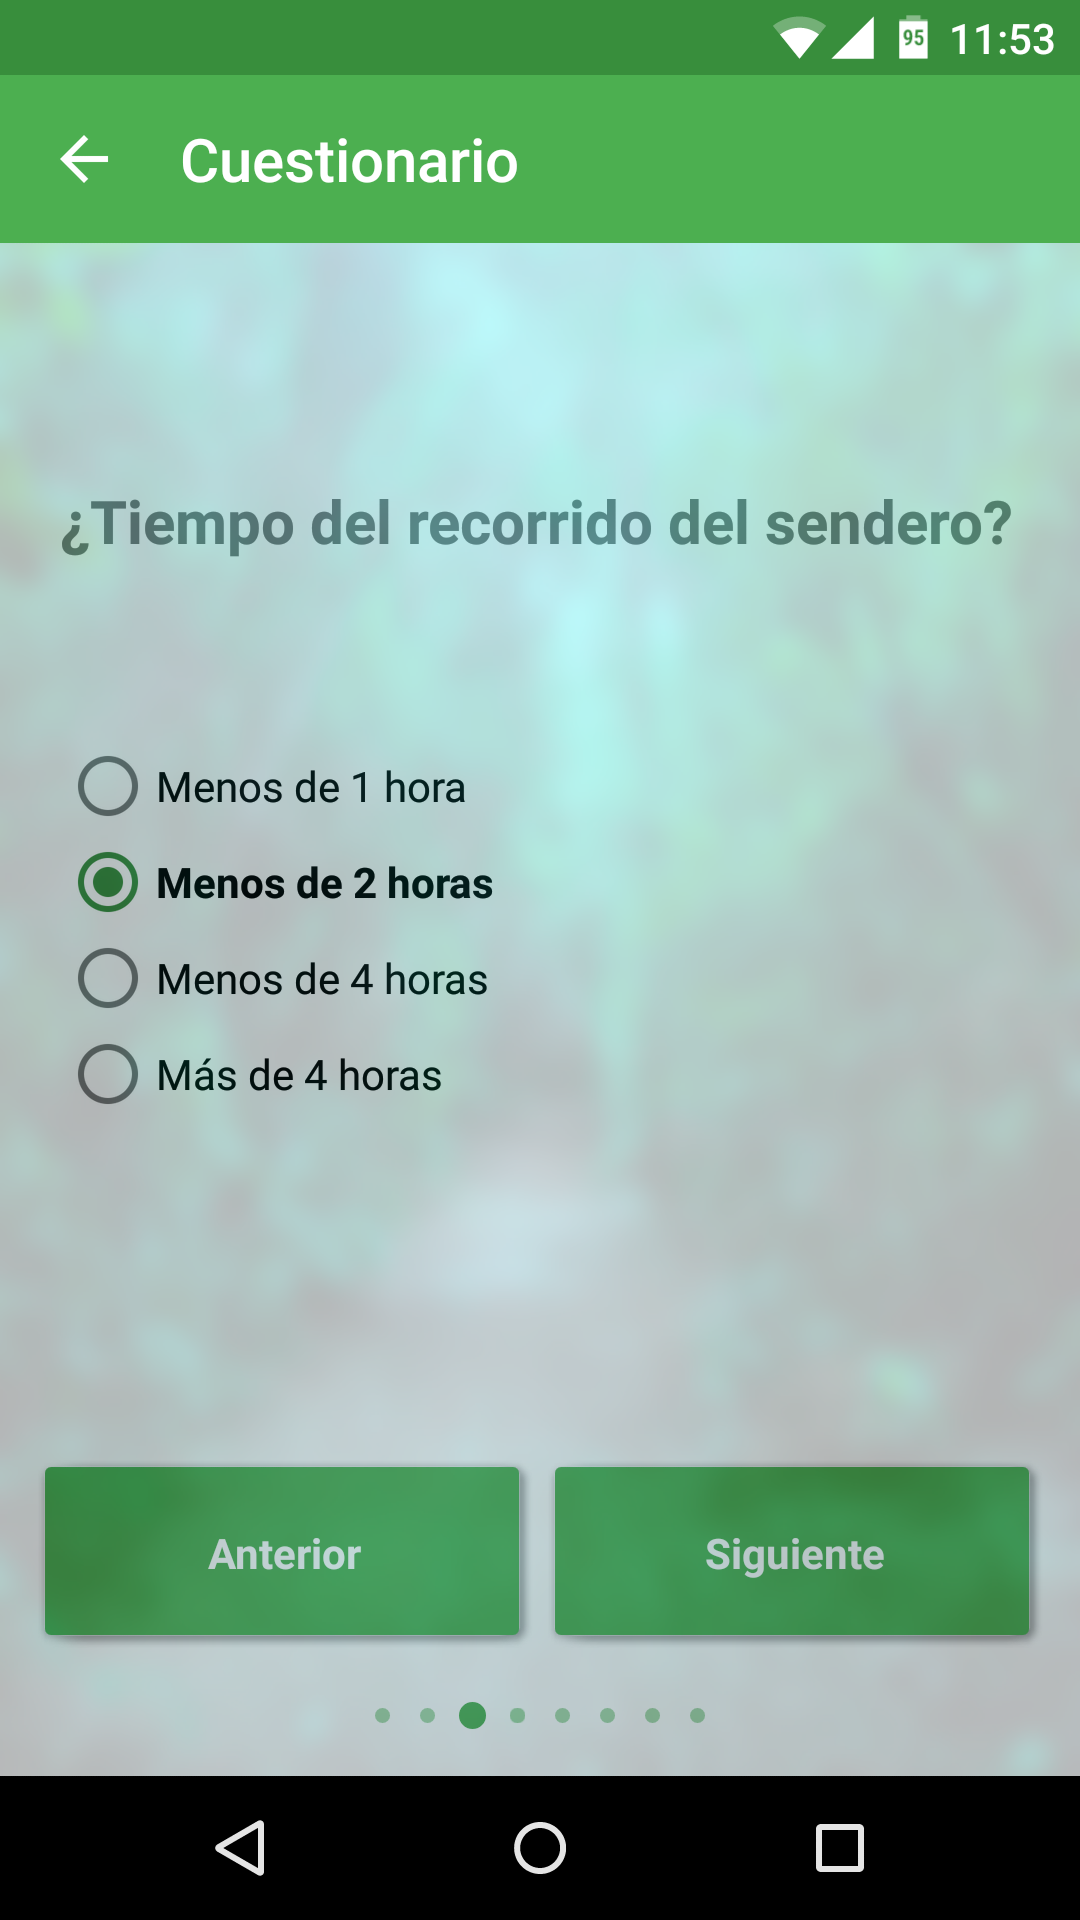 95 11:53
Cuestionario
¿Tiempo del recorrido del sendero?
Menos de 1 hora
Menos de 2 horas
Menos de 4 horas
Más de 4 horas
Anterior Siguiente